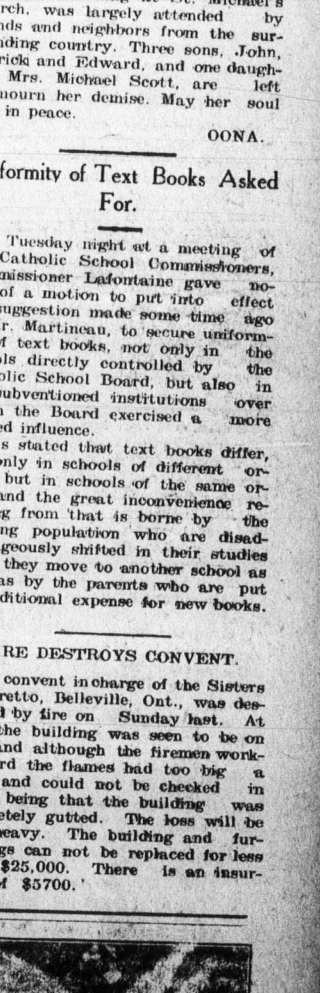 rch, was largely attended by
nds and neighbors from the sur-
nding country. Three sons, John,
rick and Edward, and one daugh-
Mrs. Michael Scott, are left
mourn her demise. May her soul
in peace.
OONA.
formity of Text Books Asked
For.
Tuesday night at a meeting of
Catholic School Commissioners,
missioner Lafontaine gave no-
of a motion to put into effect
suggestion made some time ago
r. Martineau, to secure uniform-
f text books, not only in the
ls directly controlled by the
olic School Board, but also in
ubventioned institutions over
h the Board exercised a more
ed influence.
s stated that text books differ,
only in schools of different or-
but in schools of the same or-
and the great inconvenience re-
g from that is borne by the
ng population who are disad-
geously shifted in their studies
they move to another school as
as by the parents who are put
ditional expense for new books.
RE DESTROYS CONVENT.
convent in charge of the Sisters
retto, Belleville, Ont., was des-
d by fire on Sunday last. At
the building was seen to be on
and although the firemen work-
rd the flames had too big a
and could not be checked in
being that the building was
etely gutted. The loss will be
heavy. The building and fur-
gs can not be replaced for less
$25,000. There is an insur-
f $5700.